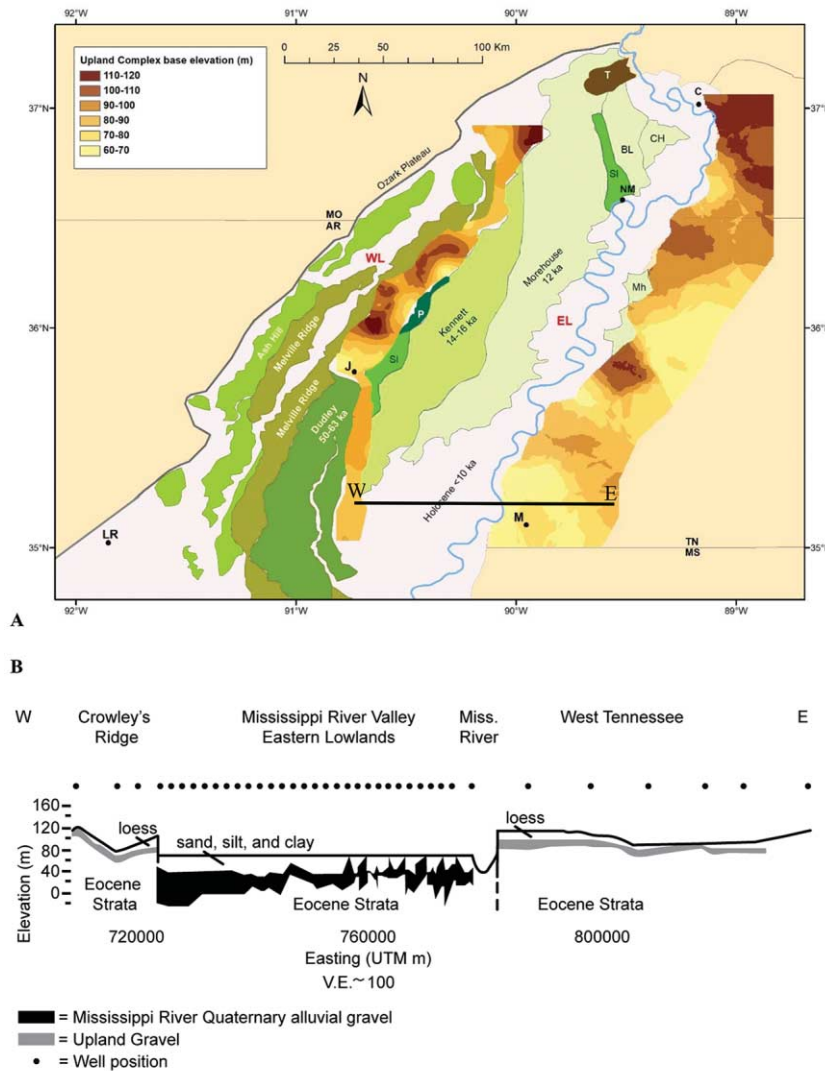 92°W
91°W
90°W
89°W
Upland Complex base elevation (m)
110-120
100-110
90-100
80-90
70-80
60-70
0
25
50
100 Km
N
37°N
37°N
36°N
36°N
35°N
35°N
Ozark Plateau
MO
AR
WL
T
C
BL
CH
SI
NM
Mh
Morehouse
12 ka
Kennett
14-16 ka
EL
P
Si
J
Ash Hill
Melville Ridge
Melville Ridge
Dudley
50-63 ka
Holocene <10 ka
W
E
M
LR
TN
MS
92°W
91°W
90°W
89°W
A
B
W
Crowley's
Ridge
Mississippi River Valley
Eastern Lowlands
Miss.
River
West Tennessee
E
Elevation (m)
160
120
80
40
0
loess
sand, silt, and clay
loess
Eocene
Strata
Eocene Strata
Eocene Strata
720000
760000
800000
Easting (UTM m)
V.E.~100
= Mississippi River Quaternary alluvial gravel
= Upland Gravel
= Well position